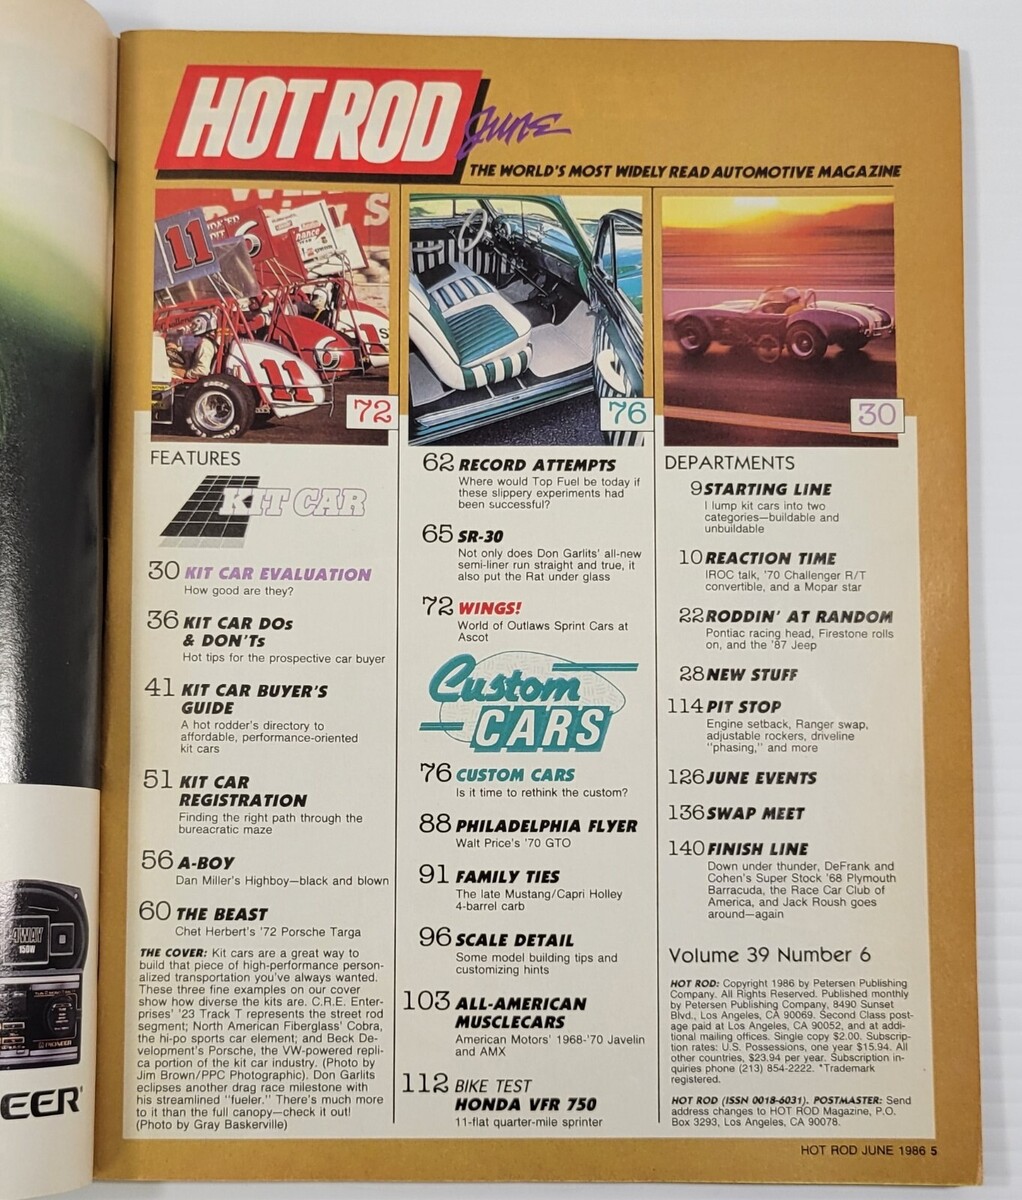 HOT ROD
June
THE WORLD'S MOST WIDELY READ AUTOMOTIVE MAGAZINE
11
6
11
6
1
72
76
30
FEATURES
KIT CAR
30 KIT CAR EVALUATION
How good are they?
36 KIT CAR DOs
& DON'Ts
Hot tips for the prospective car buyer
41 KIT CAR BUYER'S
GUIDE
A hot rodder's directory to
affordable, performance-oriented
kit cars
51 KIT CAR
REGISTRATION
Finding the right path through the
bureacratic maze
56 A-BOY
Dan Miller's Highboy—black and blown
60 THE BEAST
Chet Herbert's '72 Porsche Targa
THE COVER: Kit cars are a great way to
build that piece of high-performance person-
alized transportation you've always wanted.
These three fine examples on our cover
show how diverse the kits are. C.R.E. Enter-
prises' '23 Track T represents the street rod
segment; North American Fiberglass' Cobra,
the hi-po sports car element; and Beck De-
velopment's Porsche, the VW-powered repli-
ca portion of the kit car industry. (Photo by
Jim Brown/PPC Photographic). Don Garlits
eclipses another drag race milestone with
his streamlined "fueler." There's much more
to it than the full canopy—check it out!
(Photo by Gray Baskerville)
62 RECORD ATTEMPTS
Where would Top Fuel be today if
these slippery experiments had
been successful?
65 SR-30
Not only does Don Garlits' all-new
semi-liner run straight and true, it
also put the Rat under glass
72 WINGS!
World of Outlaws Sprint Cars at
Ascot
Custom
CARS
76 CUSTOM CARS
Is it time to rethink the custom?
88 PHILADELPHIA FLYER
Walt Price's '70 GTO
91 FAMILY TIES
The late Mustang/Capri Holley
4-barrel carb
96 SCALE DETAIL
Some model building tips and
customizing hints
103 ALL-AMERICAN
MUSCLECARS
American Motors' 1968-'70 Javelin
and AMX
112 BIKE TEST
HONDA VFR 750
11-flat quarter-mile sprinter
DEPARTMENTS
9 STARTING LINE
I lump kit cars into two
categories—buildable and
unbuildable
10 REACTION TIME
IROC talk, '70 Challenger R/T
convertible, and a Mopar star
22 RODDIN' AT RANDOM
Pontiac racing head, Firestone rolls
on, and the '87 Jeep
28 NEW STUFF
114 PIT STOP
Engine setback, Ranger swap,
adjustable rockers, driveline
"phasing," and more
126 JUNE EVENTS
136 SWAP MEET
140 FINISH LINE
Down under thunder, DeFrank and
Cohen's Super Stock '68 Plymouth
Barracuda, the Race Car Club of
America, and Jack Roush goes
around—again
Volume 39 Number 6
HOT ROD: Copyright 1986 by Petersen Publishing
Company. All Rights Reserved. Published monthly
by Petersen Publishing Company, 8490 Sunset
Blvd., Los Angeles, CA 90069. Second Class post-
age paid at Los Angeles, CA 90052, and at addi-
tional mailing offices. Single copy $2.00. Subscrip-
tion rates: U.S. Possessions, one year $15.94. All
other countries, $23.94 per year. Subscription in-
quiries phone (213) 854-2222. *Trademark
registered.
HOT ROD (ISSN 0018-6031). POSTMASTER: Send
address changes to HOT ROD Magazine, P.O.
Box 3293, Los Angeles, CA 90078.
HOT ROD JUNE 1986 5
4WAY
150W
PIONEER
EER